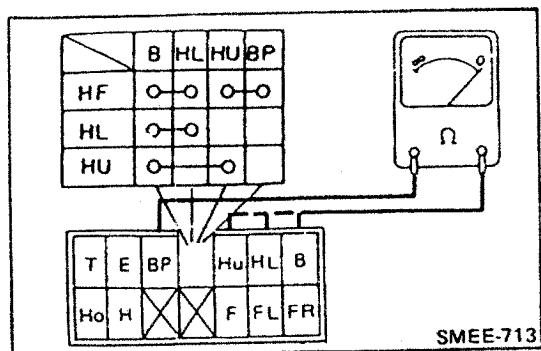 B HL HU BP
HF
HL
HU
∞ 0
Ω
T E BP Hu HL B
Ho H F FL FR
SMEE-713